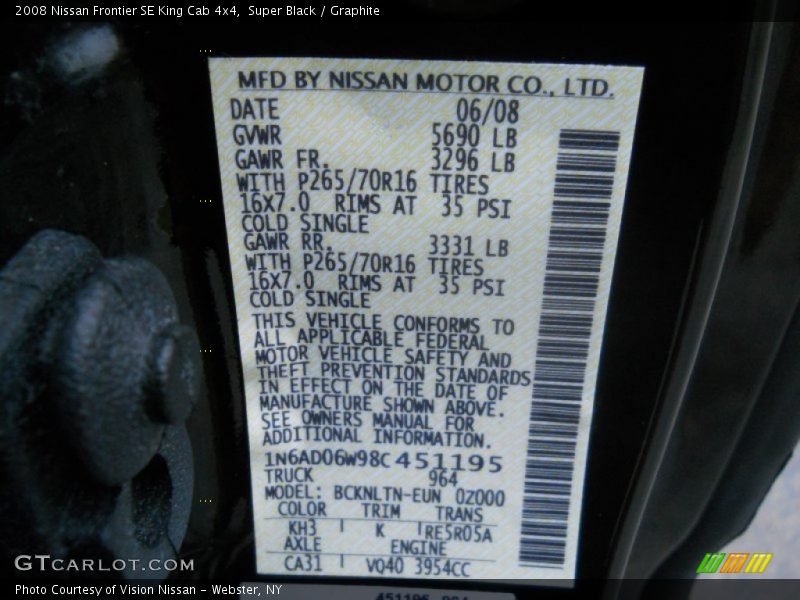 2008 Nissan Frontier SE King Cab 4x4,  Super Black / Graphite
MFD BY NISSAN MOTOR CO., LTD.
DATE 06/08
GVWR 5690 LB
GAWR FR. 3296 LB
WITH P265/70R16 TIRES
16X7.0 RIMS AT 35 PSI
COLD SINGLE
GAWR RR. 3331 LB
WITH P265/70R16 TIRES
16X7.0 RIMS AT 35 PSI
COLD SINGLE
THIS VEHICLE CONFORMS TO
ALL APPLICABLE FEDERAL
MOTOR VEHICLE SAFETY AND
THEFT PREVENTION STANDARDS
IN EFFECT ON THE DATE OF
MANUFACTURE SHOWN ABOVE.
SEE OWNERS MANUAL FOR
ADDITIONAL INFORMATION.
1N6AD06W98C451195
TRUCK 964
MODEL: BCKNLTN-EUN 0Z000
COLOR TRIM TRANS
KH3 K RE5R05A
AXLE ENGINE
CA31 VQ40 3954CC
GTCARLOT.COM
Photo Courtesy of Vision Nissan - Webster, NY